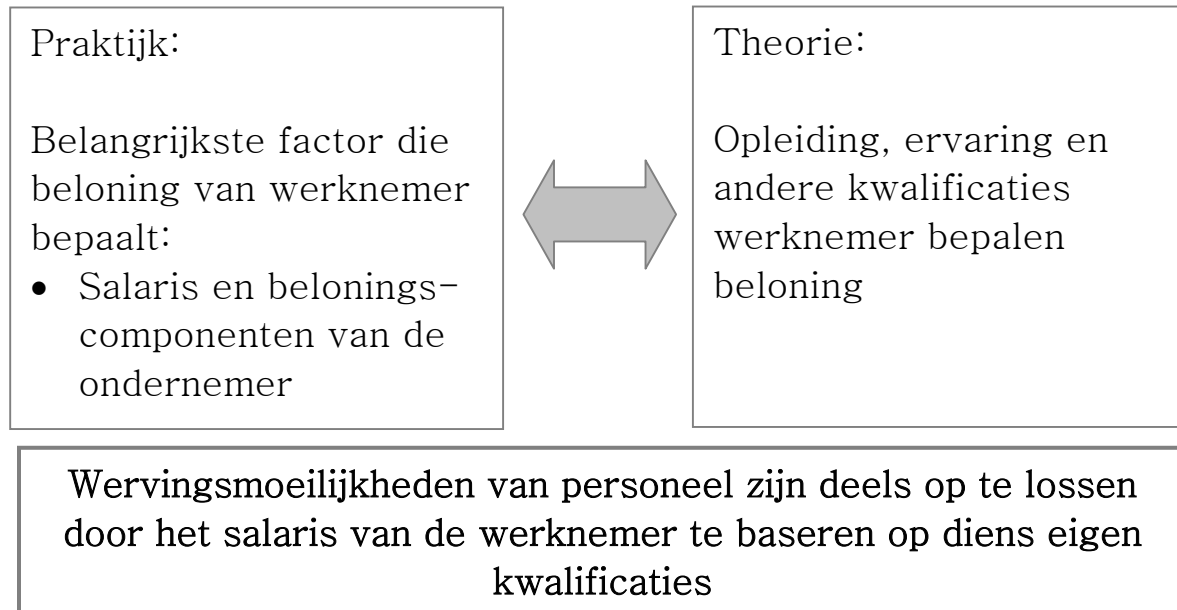 Praktijk:
Belangrijkste factor die
beloning van werknemer
bepaalt:
• Salaris en belonings-
componenten van de
ondernemer
Theorie:
Opleiding, ervaring en
andere kwalificaties
werknemer bepalen
beloning
Wervingsmoeilijkheden van personeel zijn deels op te lossen
door het salaris van de werknemer te baseren op diens eigen
kwalificaties